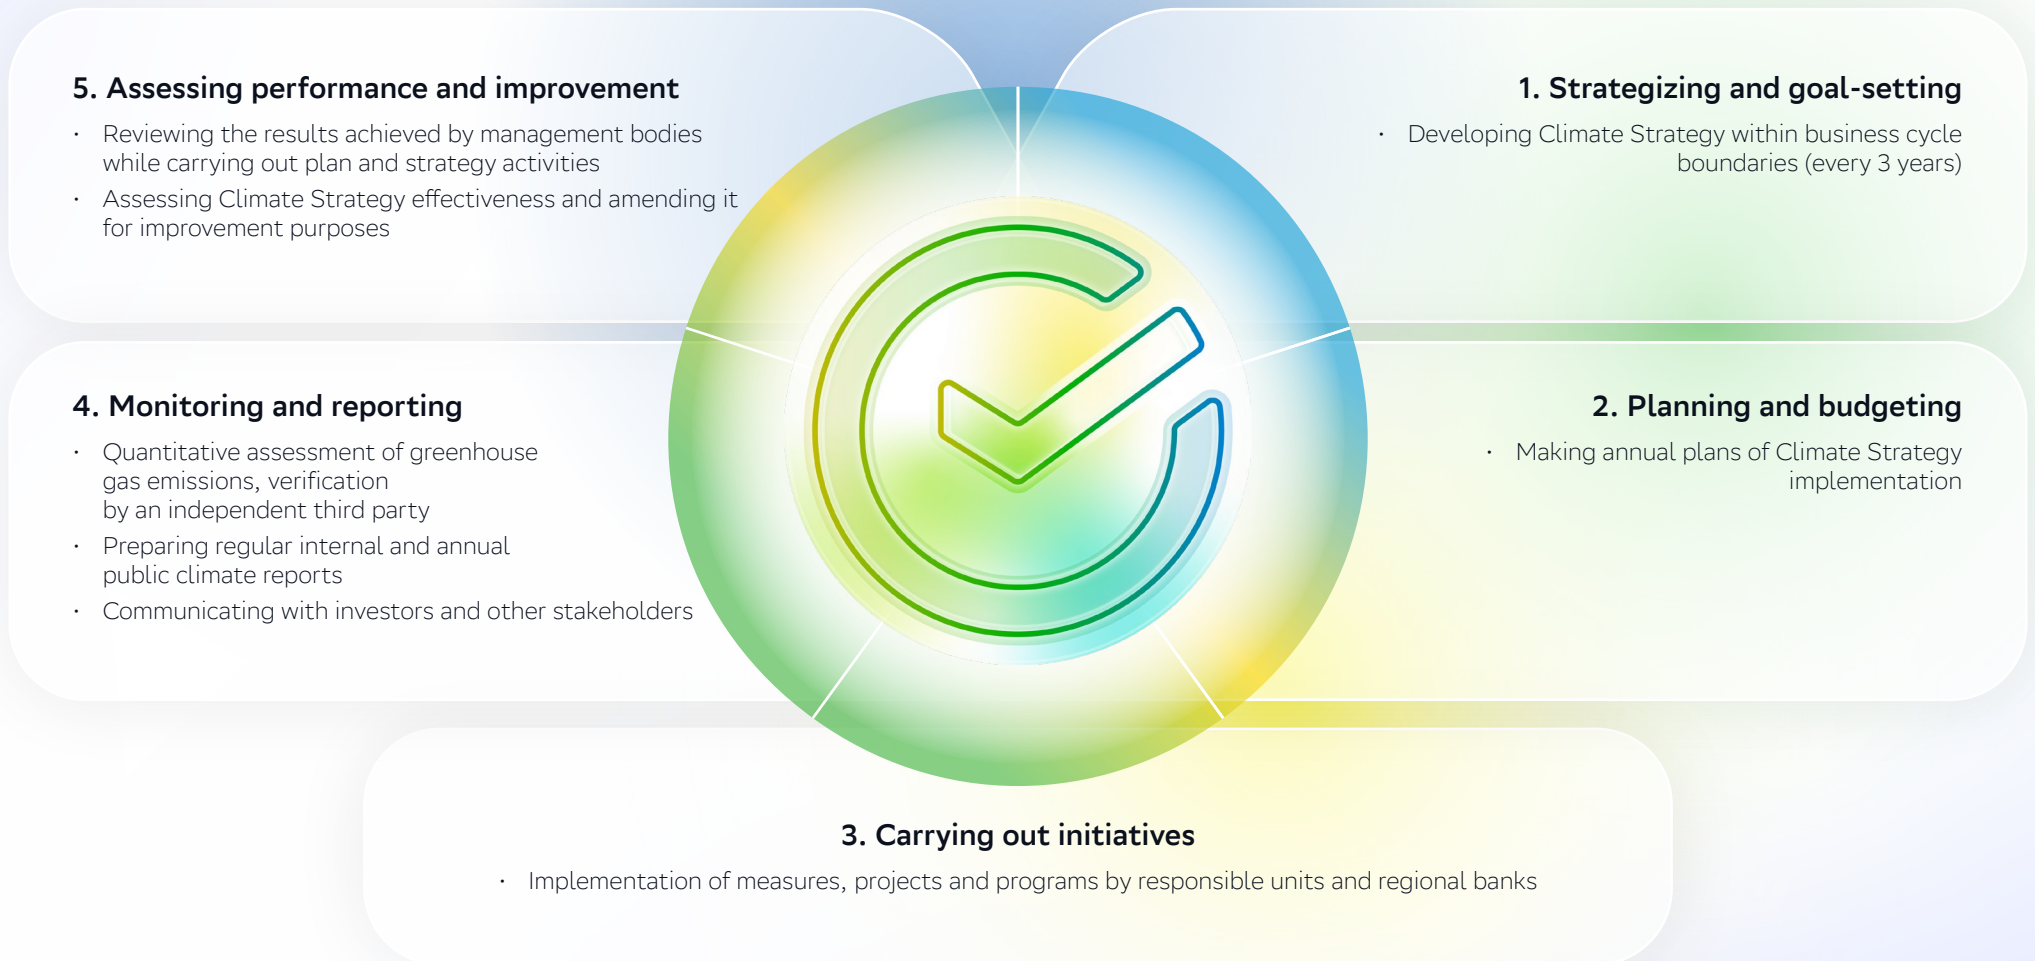 5. Assessing performance and improvement
· Reviewing the results achieved by management bodies
while carrying out plan and strategy activities
· Assessing Climate Strategy effectiveness and amending it
for improvement purposes
1. Strategizing and goal-setting
· Developing Climate Strategy within business cycle
boundaries (every 3 years)
4. Monitoring and reporting
· Quantitative assessment of greenhouse
gas emissions, verification
by an independent third party
· Preparing regular internal and annual
public climate reports
· Communicating with investors and other stakeholders
2. Planning and budgeting
· Making annual plans of Climate Strategy
implementation
3. Carrying out initiatives
· Implementation of measures, projects and programs by responsible units and regional banks